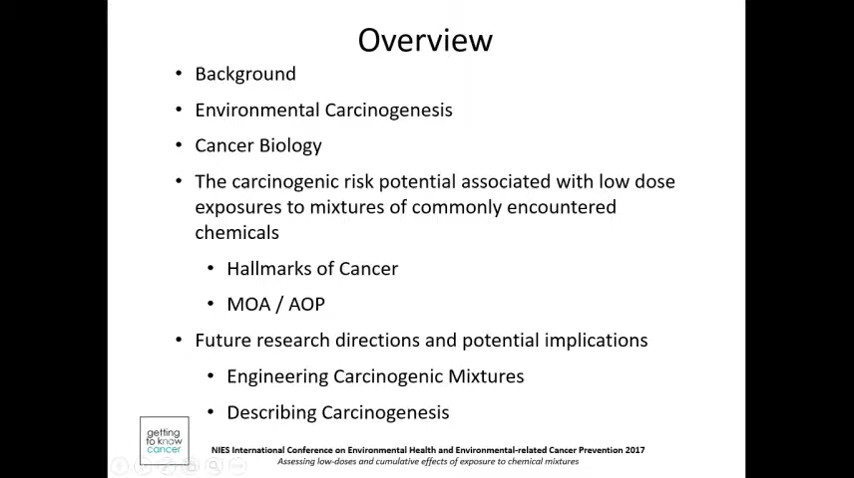 Overview
• Background
• Environmental Carcinogenesis
• Cancer Biology
• The carcinogenic risk potential associated with low dose
exposures to mixtures of commonly encountered
chemicals
• Hallmarks of Cancer
• MOA / AOP
• Future research directions and potential implications
• Engineering Carcinogenic Mixtures
• Describing Carcinogenesis
getting
to know
cancer
NIES International Conference on Environmental Health and Environmental-related Cancer Prevention 2017
Assessing low-doses and cumulative effects of exposure to chemical mixtures